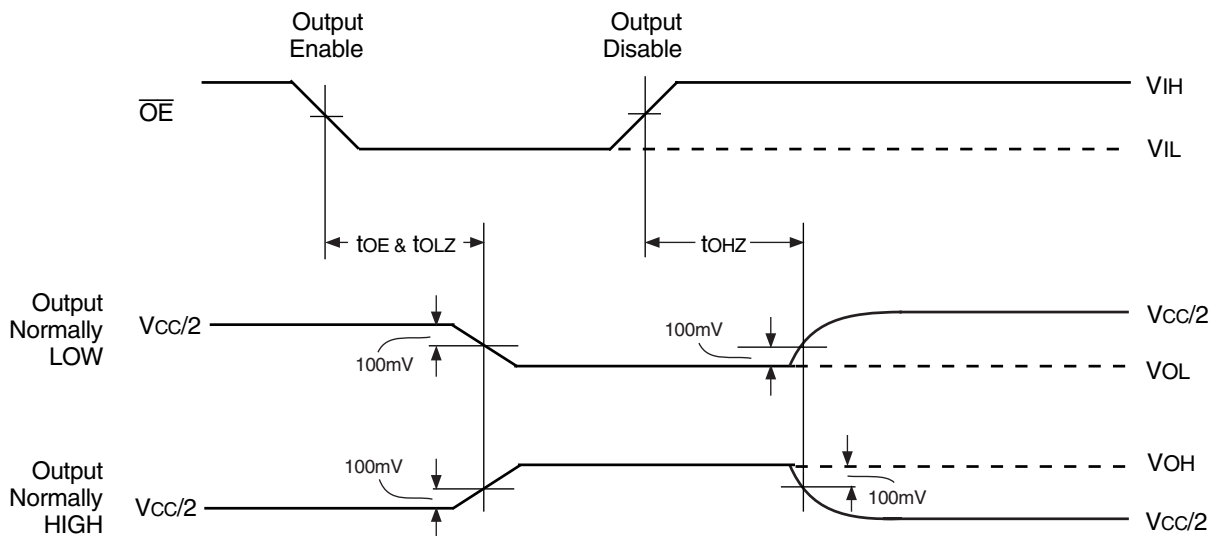 Output
Enable
Output
Disable
O̅E̅
VIH
VIL
tOE & tOLZ
tOHZ
Output
Normally
LOW
VCC/2
100mV
100mV
VCC/2
VOL
Output
Normally
HIGH
100mV
VCC/2
VOH
100mV
VCC/2